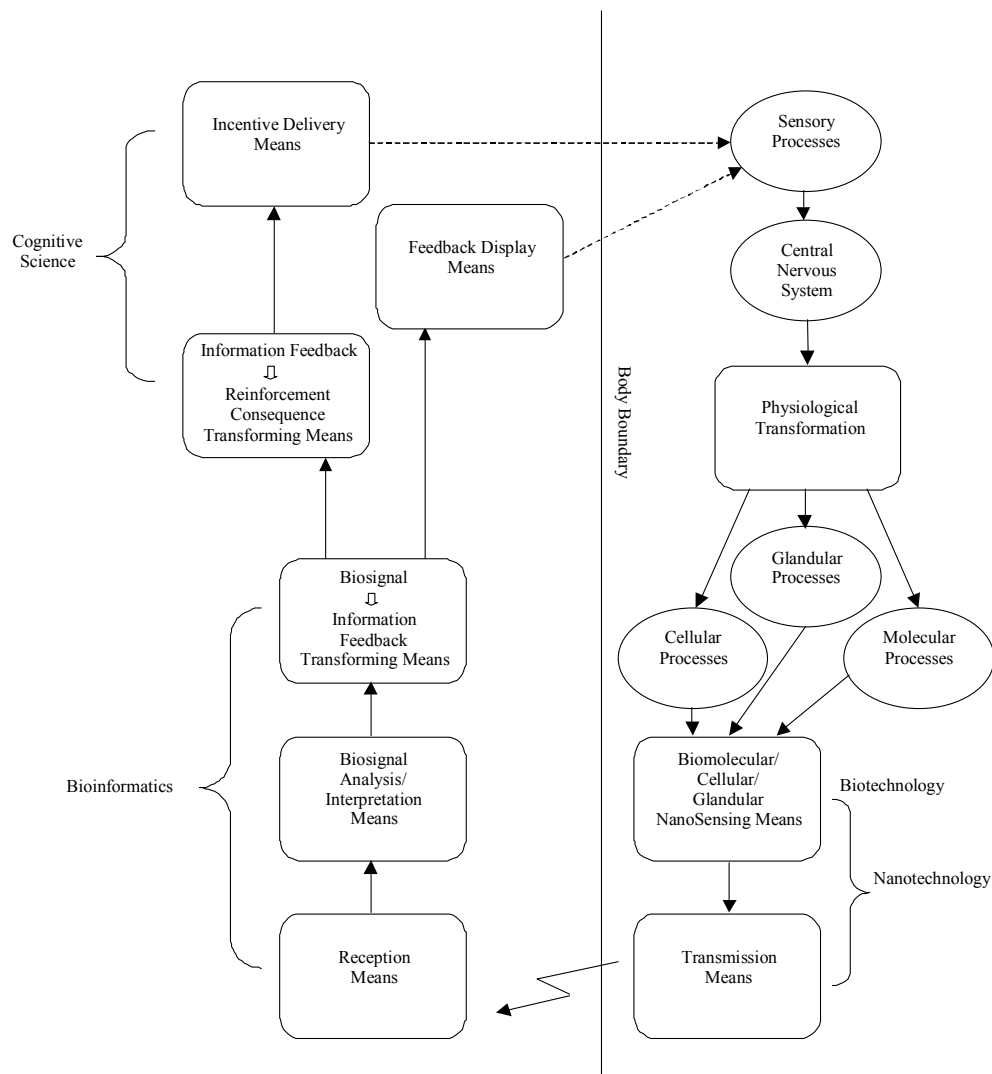 Incentive Delivery
Means
Sensory
Processes
Cognitive
Science
Feedback Display
Means
Central
Nervous
System
Information Feedback
⇩
Reinforcement
Consequence
Transforming Means
Body Boundary
Physiological
Transformation
Glandular
Processes
Biosignal
⇩
Information
Feedback
Transforming Means
Cellular
Processes
Molecular
Processes
Bioinformatics
Biosignal
Analysis/
Interpretation
Means
Biomolecular/
Cellular/
Glandular
NanoSensing Means
Biotechnology
Nanotechnology
Reception
Means
Transmission
Means